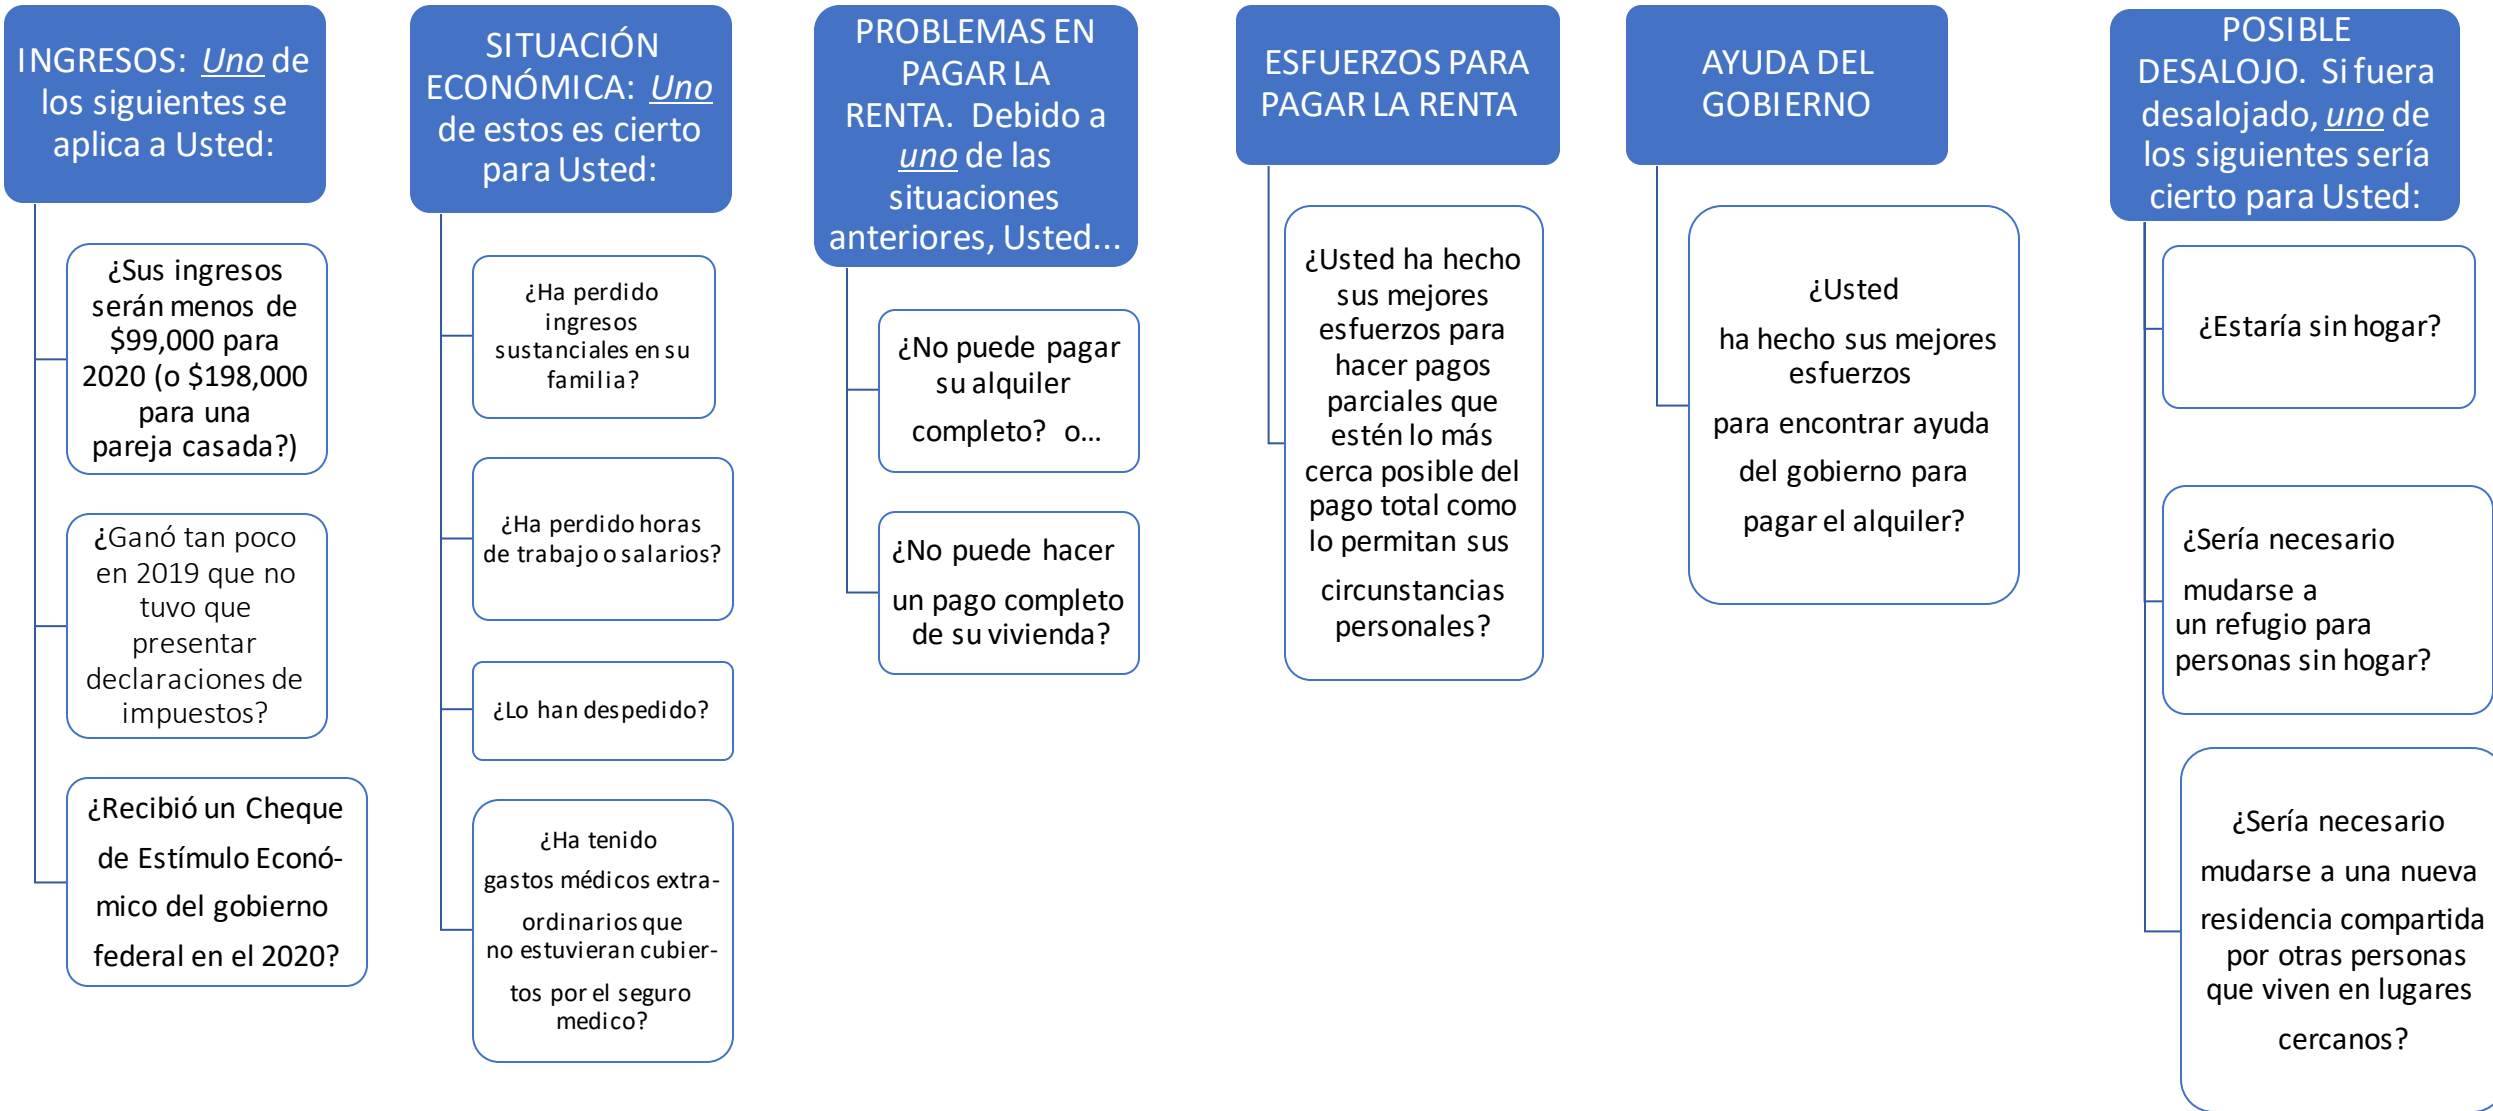 INGRESOS: Uno de
los siguientes se
aplica a Usted:
¿Sus ingresos
serán menos de
$99,000 para
2020 (o $198,000
para una
pareja casada?)
¿Ganó tan poco
en 2019 que no
tuvo que
presentar
declaraciones de
impuestos?
¿Recibió un Cheque
de Estímulo Econó-
mico del gobierno
federal en el 2020?
SITUACIÓN
ECONÓMICA: Uno
de estos es cierto
para Usted:
¿Ha perdido
ingresos
sustanciales en su
familia?
¿Ha perdido horas
de trabajo o salarios?
¿Lo han despedido?
¿Ha tenido
gastos médicos extra-
ordinarios que
no estuvieran cubier-
tos por el seguro
medico?
PROBLEMAS EN
PAGAR LA
RENTA. Debido a
uno de las
situaciones
anteriores, Usted...
¿No puede pagar
su alquiler
completo? o...
¿No puede hacer
un pago completo
de su vivienda?
ESFUERZOS PARA
PAGAR LA RENTA
¿Usted ha hecho
sus mejores
esfuerzos para
hacer pagos
parciales que
estén lo más
cerca posible del
pago total como
lo permitan sus
circunstancias
personales?
AYUDA DEL
GOBIERNO
¿Usted
ha hecho sus mejores
esfuerzos
para encontrar ayuda
del gobierno para
pagar el alquiler?
POSIBLE
DESALOJO. Si fuera
desalojado, uno de
los siguientes sería
cierto para Usted:
¿Estaría sin hogar?
¿Sería necesario
mudarse a
un refugio para
personas sin hogar?
¿Sería necesario
mudarse a una nueva
residencia compartida
por otras personas
que viven en lugares
cercanos?